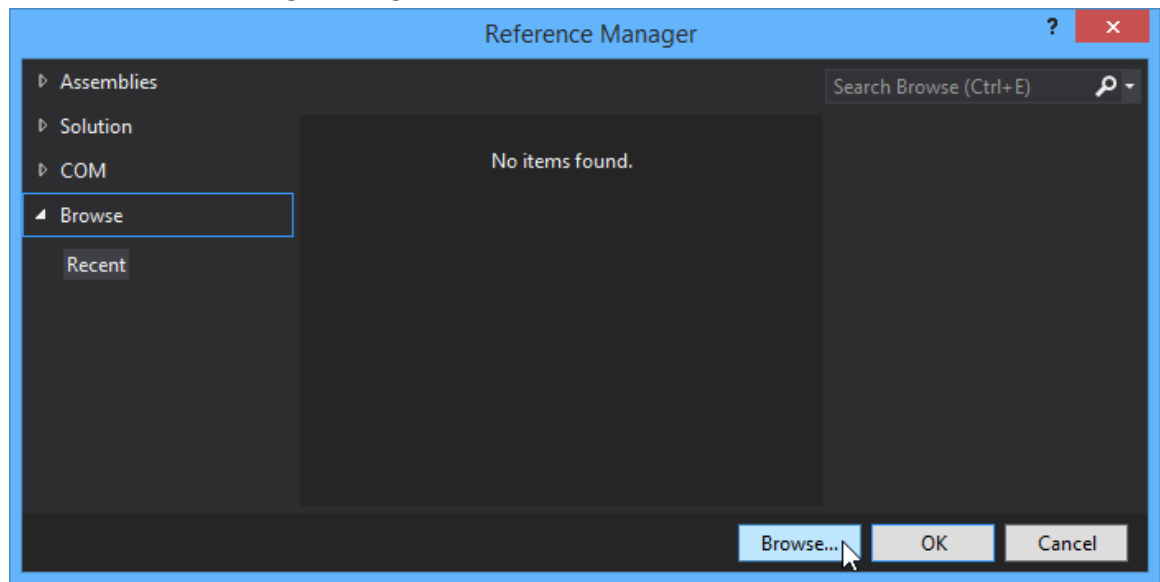 Reference Manager
?
Assemblies
Search Browse (Ctrl+E)
Solution
No items found.
COM
Browse
Recent
Browse...
OK
Cancel